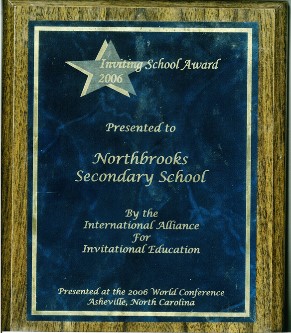 Inviting School Award
2006
Presented to
Northbrooks
Secondary School
By the
International Alliance
For
Invitational Education
Presented at the 2006 World Conference
Asheville, North Carolina